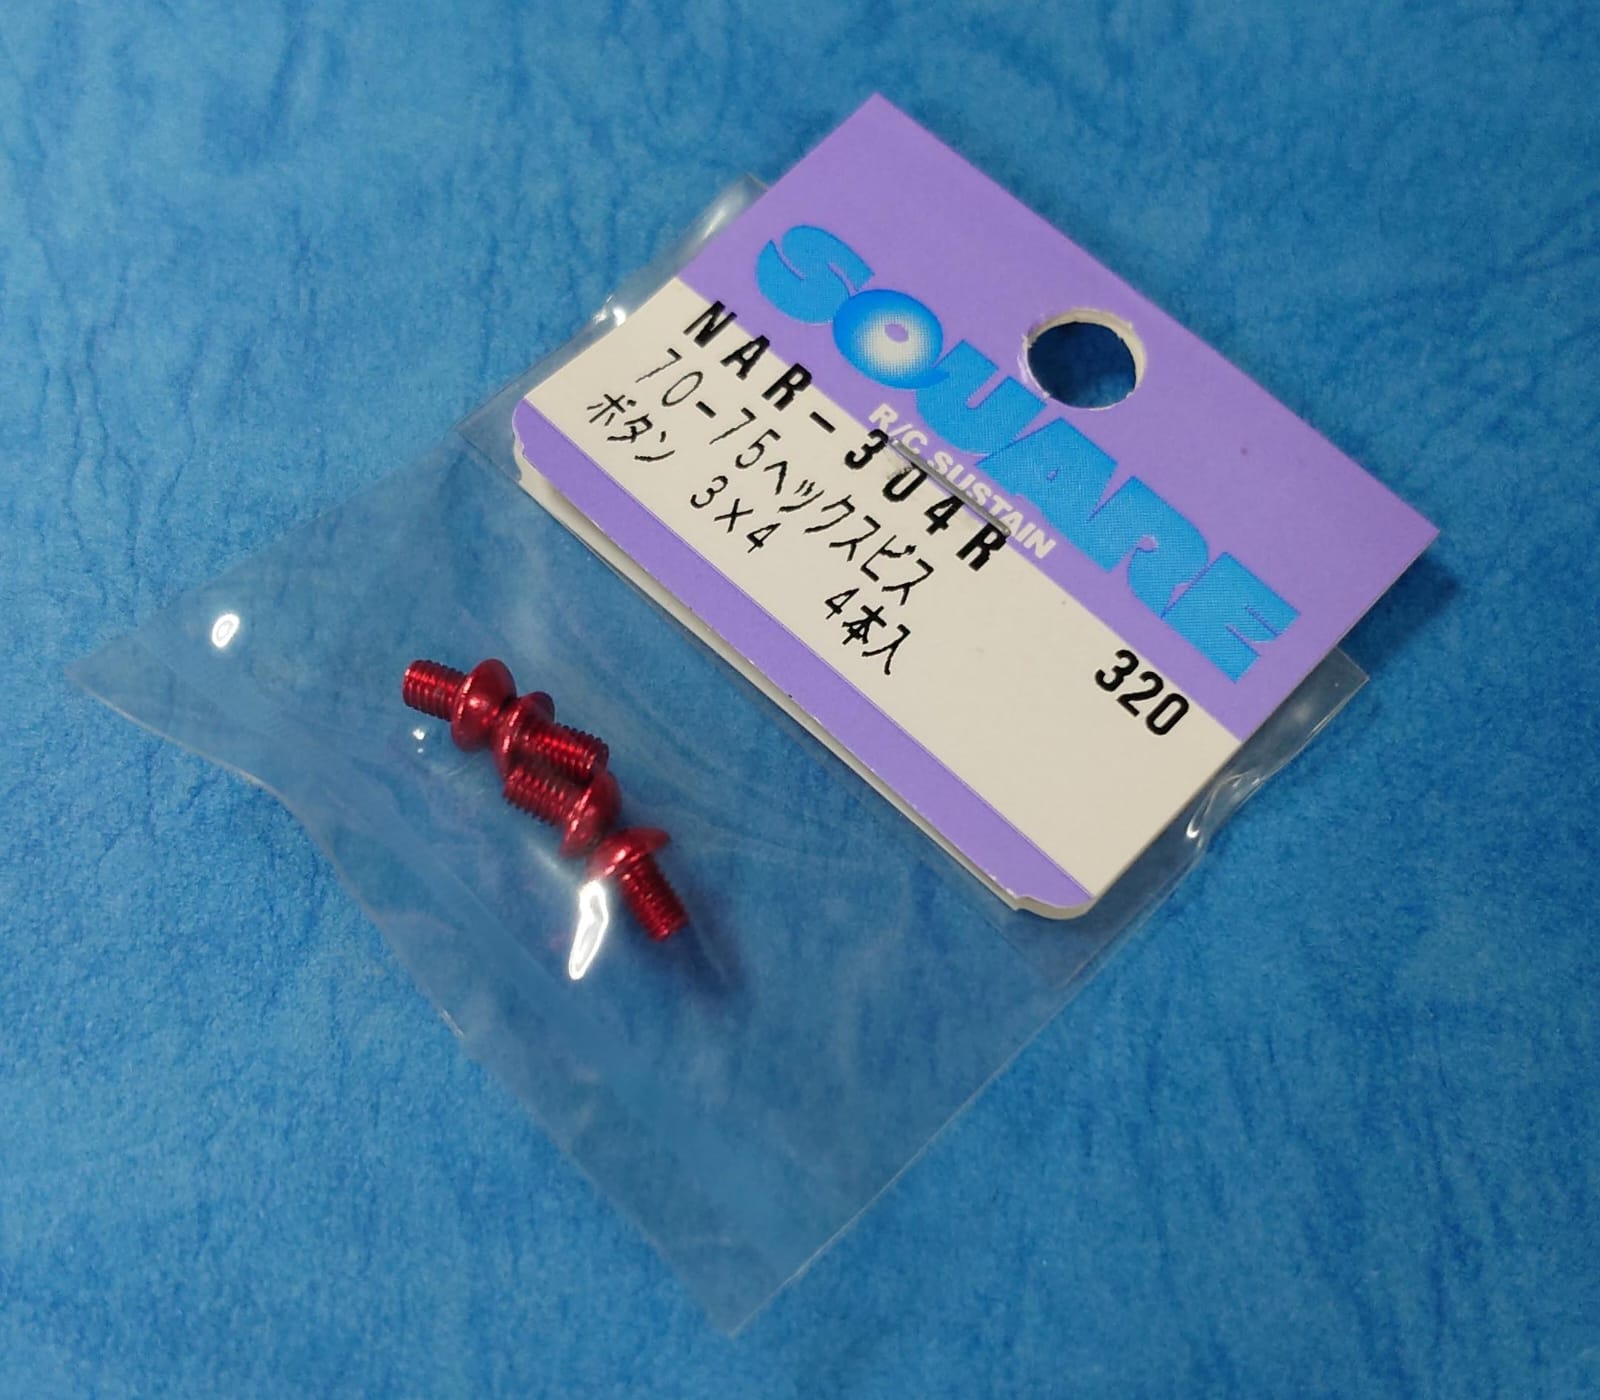 SQUARE
R/C SUSTAIN
NAR-304R 320
70-75ヘックスビス
ボタン 3×4 4本入